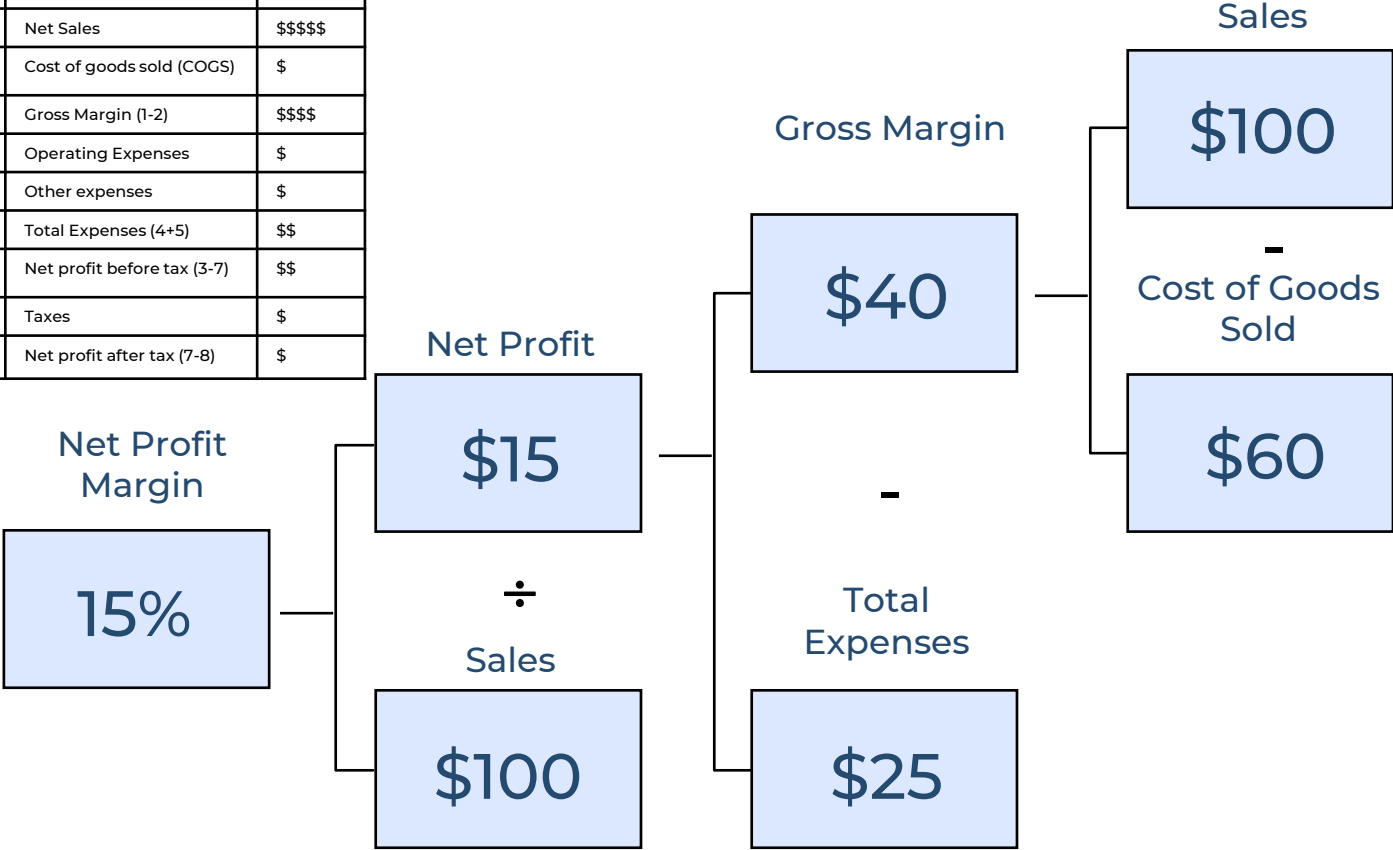 Net Sales $$$$$
Cost of goods sold (COGS) $
Gross Margin (1-2) $$$$
Operating Expenses $
Other expenses $
Total Expenses (4+5) $$
Net profit before tax (3-7) $$
Taxes $
Net profit after tax (7-8) $
Net Profit
Margin
15%
Net Profit
$15
÷
Sales
$100
Gross Margin
$40
-
Total
Expenses
$25
Sales
$100
-
Cost of Goods
Sold
$60